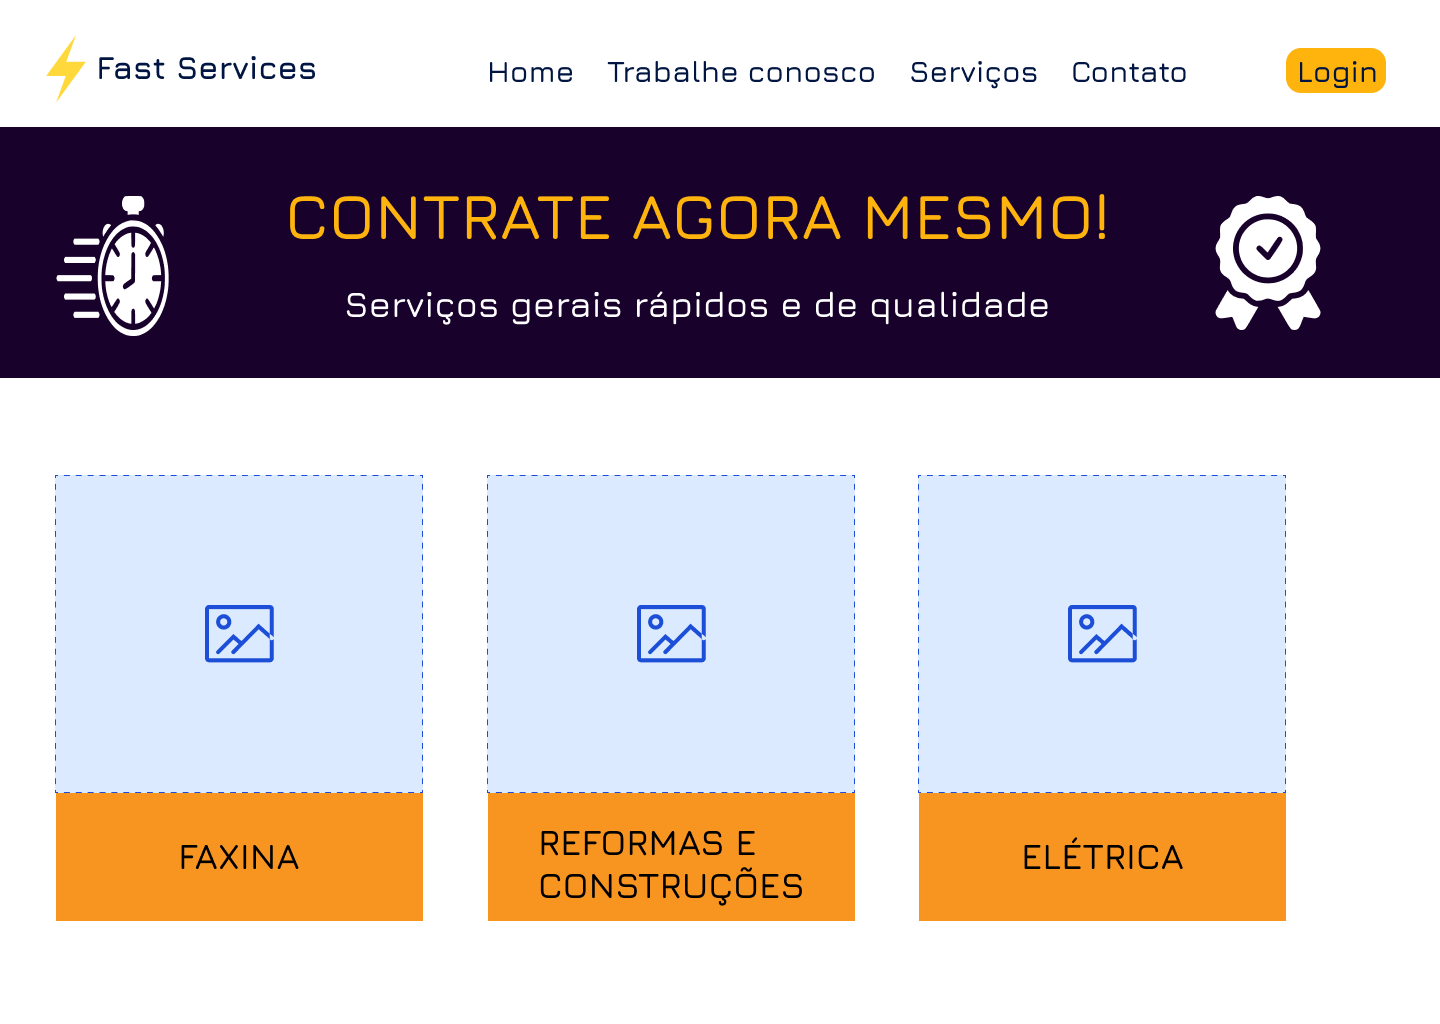 Fast Services
Home
Trabalhe conosco
Serviços
Contato
Login
CONTRATE AGORA MESMO!
Serviços gerais rápidos e de qualidade
FAXINA
REFORMAS E
CONSTRUÇÕES
ELÉTRICA